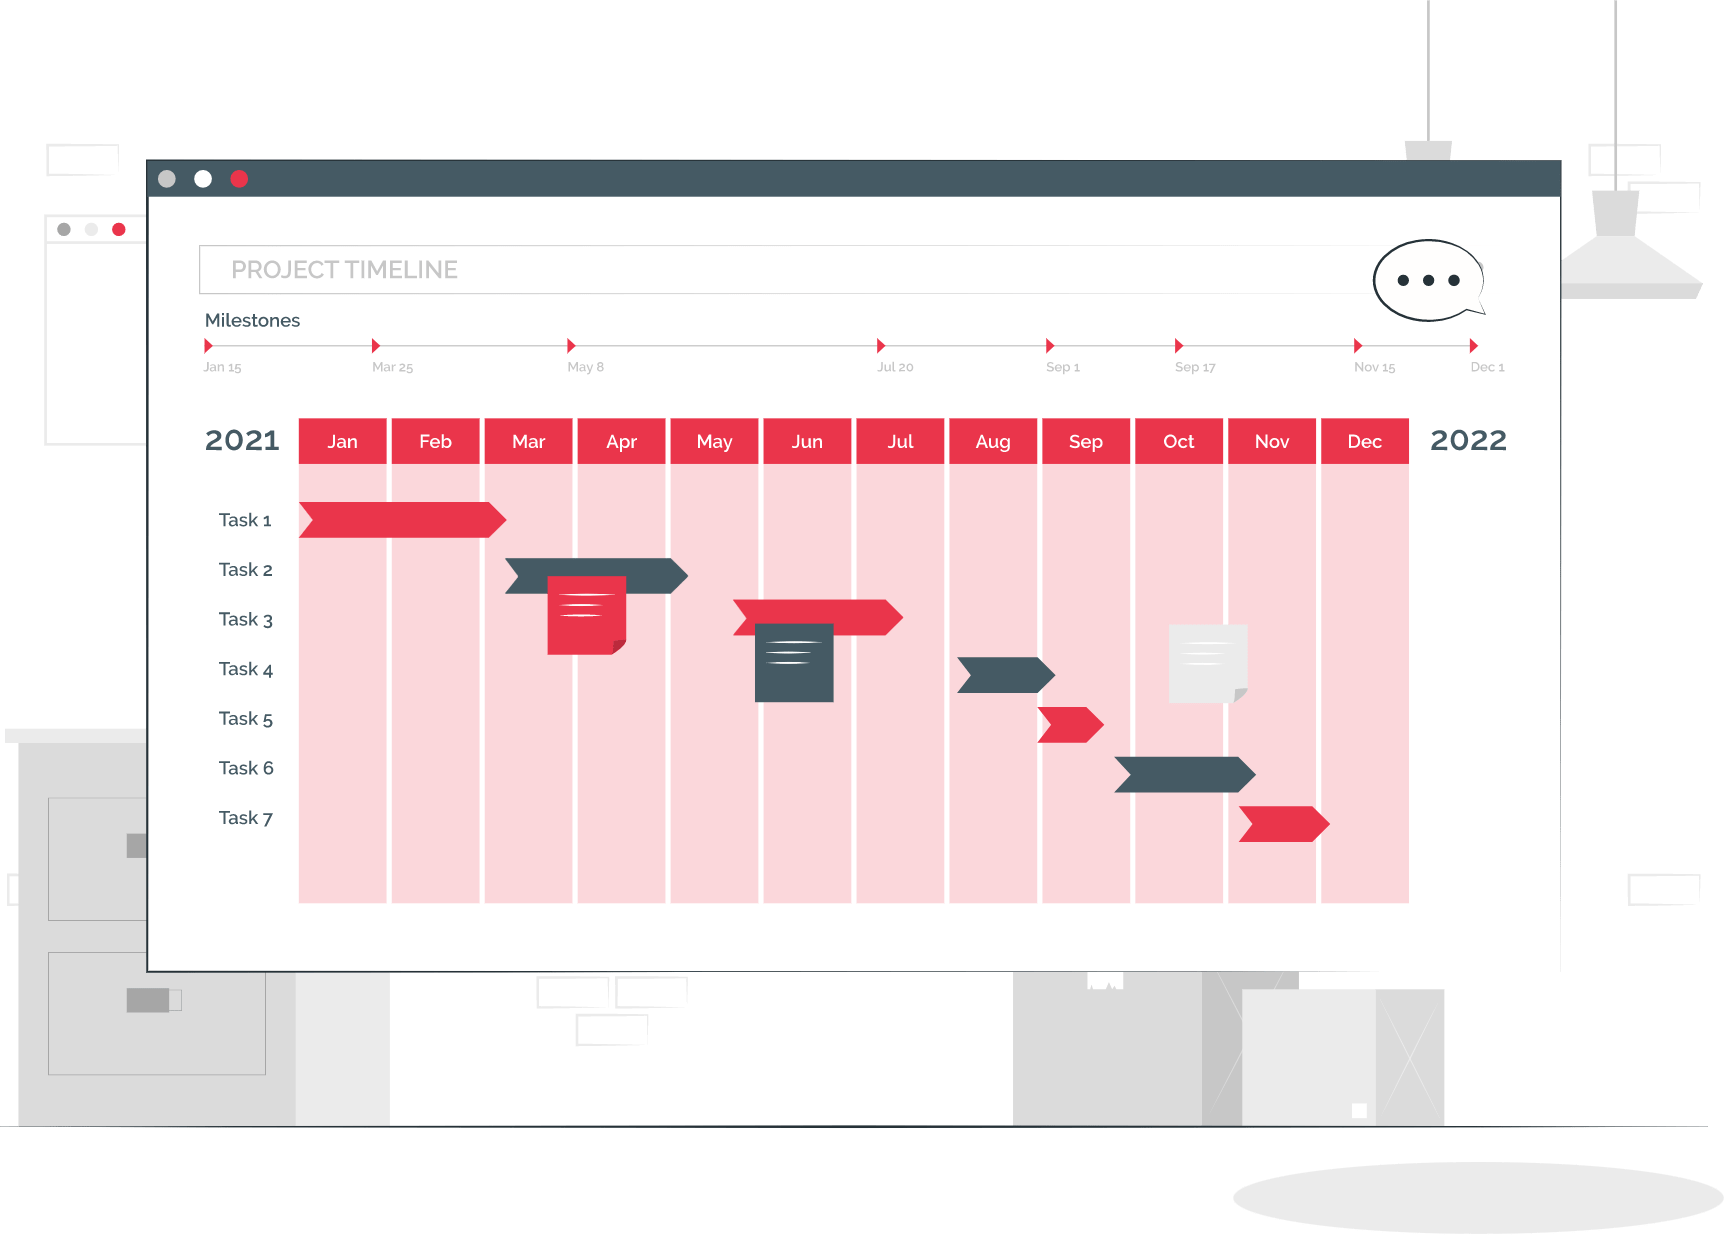 PROJECT TIMELINE
Milestones
Jan 15 Mar 25 May 8 Jul 20 Sep 1 Sep 17 Nov 15 Dec 1
2021 Jan Feb Mar Apr May Jun Jul Aug Sep Oct Nov Dec 2022
Task 1
Task 2
Task 3
Task 4
Task 5
Task 6
Task 7